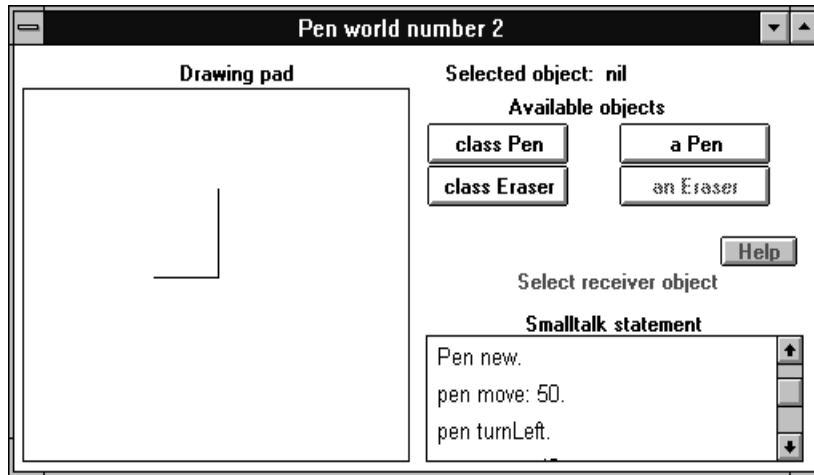 Pen world number 2
Drawing pad
Selected object: nil
Available objects
class Pen
a Pen
class Eraser
an Eraser
Help
Select receiver object
Smalltalk statement
Pen new.
pen move: 50.
pen turnLeft.